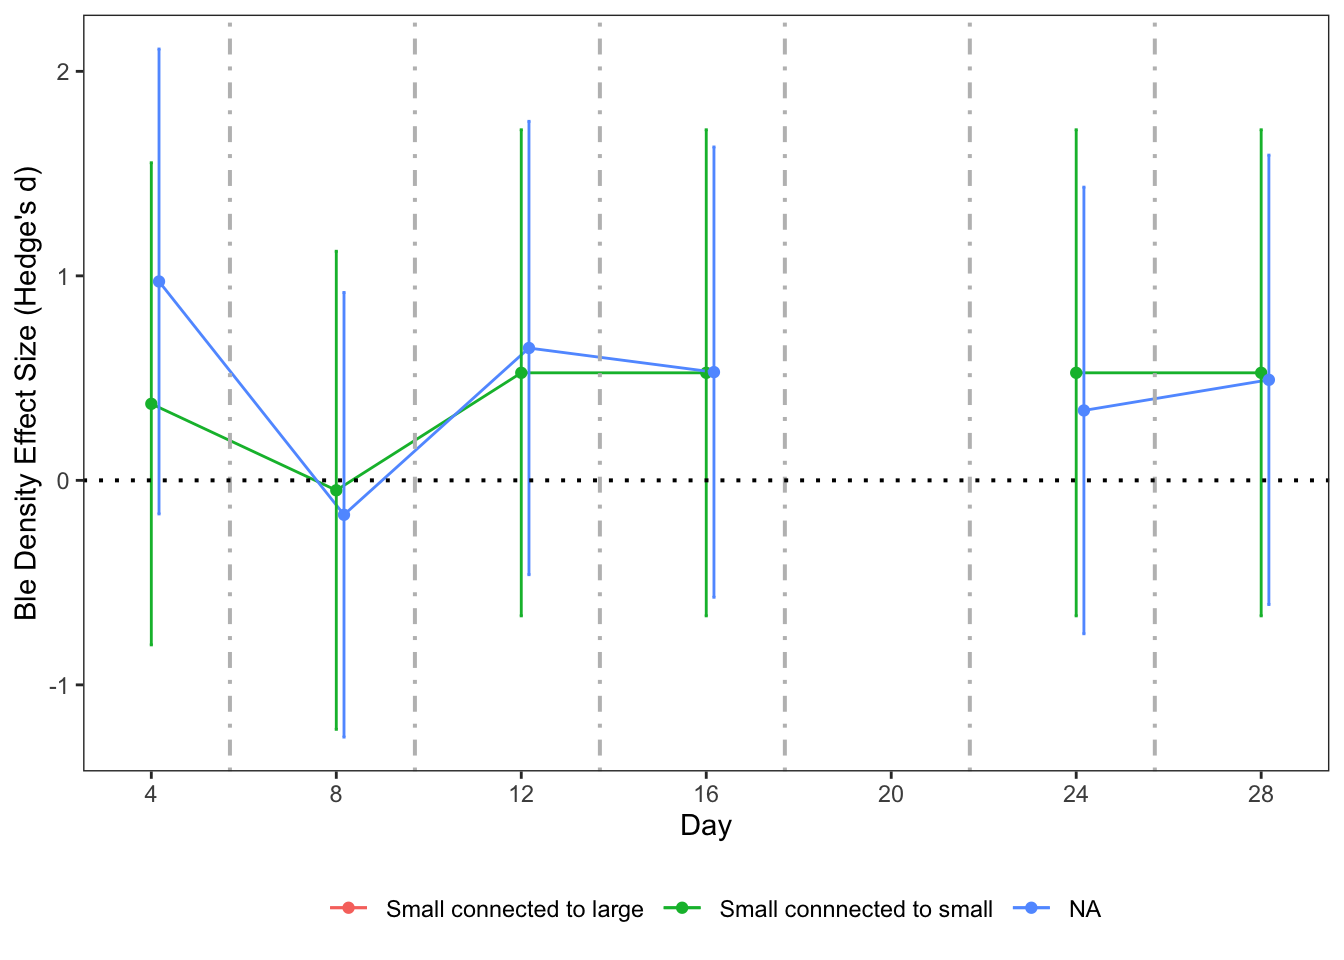 Ble Density Effect Size (Hedge's d)
2
1
0
-1
4 8 12 16 20 24 28
Day
Small connected to large Small connnected to small NA